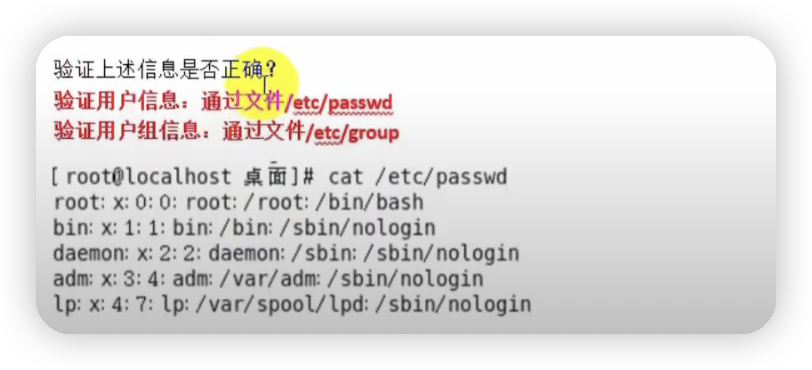 验证上述信息是否正确？
验证用户信息：通过文件/etc/passwd
验证用户组信息：通过文件/etc/group
[root@localhost 桌面]# cat /etc/passwd
root:x:0:0:root:/root:/bin/bash
bin:x:1:1:bin:/bin:/sbin/nologin
daemon:x:2:2:daemon:/sbin:/sbin/nologin
adm:x:3:4:adm:/var/adm:/sbin/nologin
lp:x:4:7:lp:/var/spool/lpd:/sbin/nologin